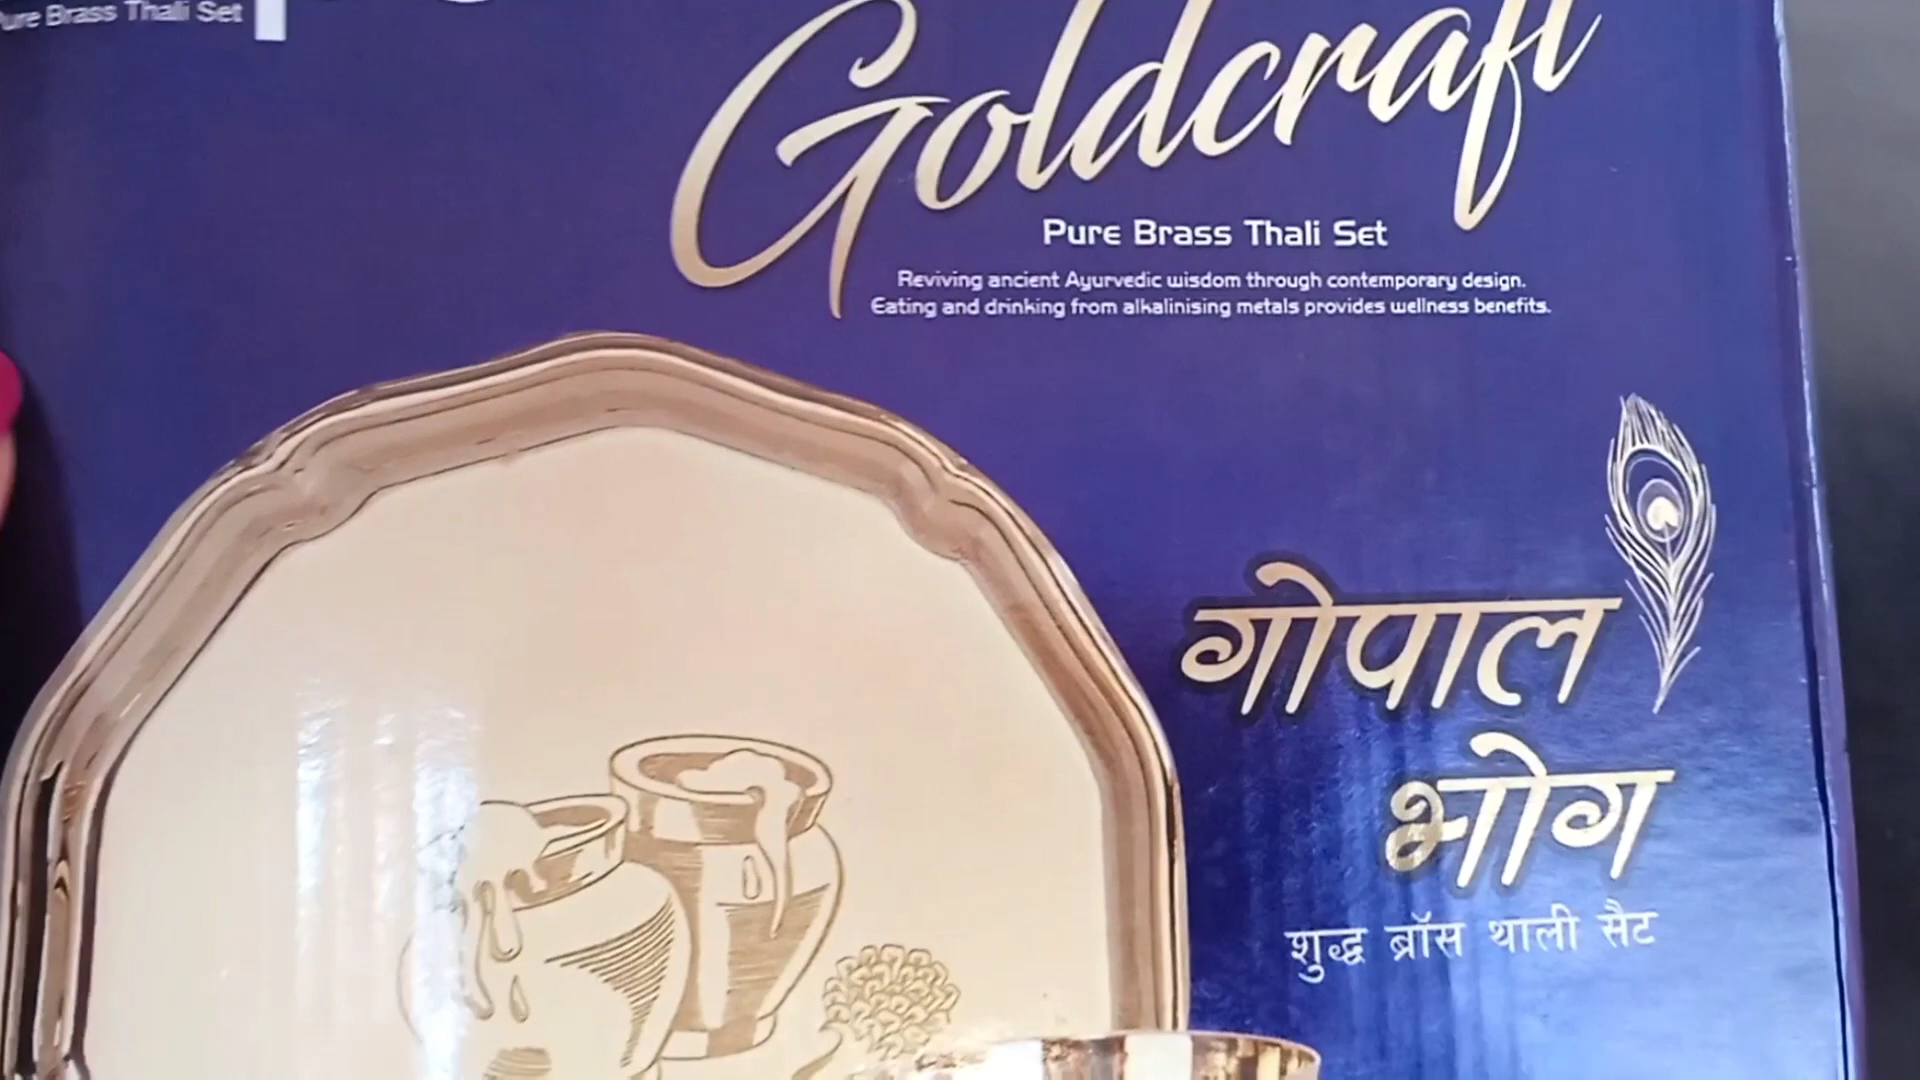 Pure Brass Thali Set
Goldcraft
Pure Brass Thali Set
Reviving ancient Ayurvedic wisdom through contemporary design.
Eating and drinking from alkalinising metals provides wellness benefits.
गोपाल
भोग
शुद्ध ब्रॉस थाली सैट